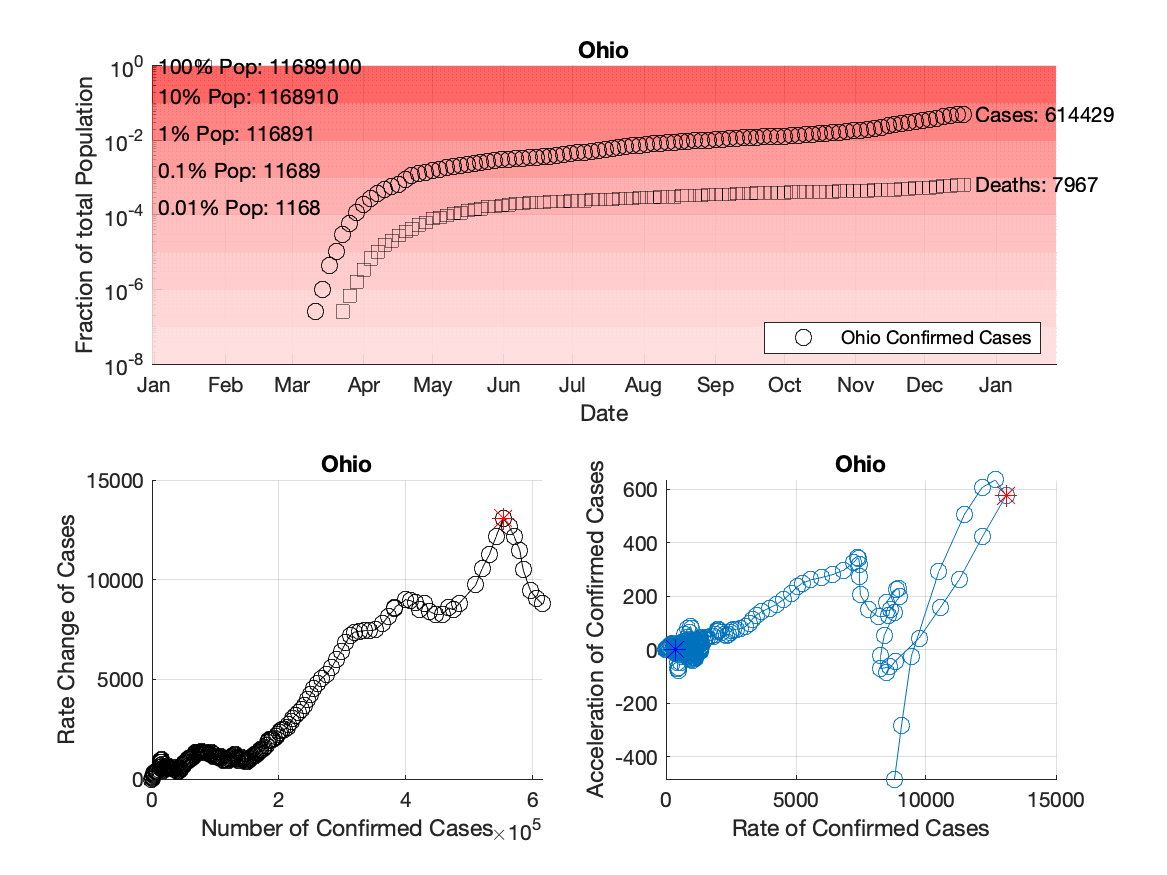 Ohio
Fraction of total Population
10^0
10^-2
10^-4
10^-6
10^-8
100% Pop: 11689100
10% Pop: 1168910
1% Pop: 116891
0.1% Pop: 11689
0.01% Pop: 1168
Cases: 614429
Deaths: 7967
Ohio Confirmed Cases
Jan Feb Mar Apr May Jun Jul Aug Sep Oct Nov Dec Jan
Date
Ohio
Rate Change of Cases
15000
10000
5000
0
0 2 4 6
Number of Confirmed Cases ×10^5
Ohio
Acceleration of Confirmed Cases
600
400
200
0
-200
-400
0 5000 10000 15000
Rate of Confirmed Cases